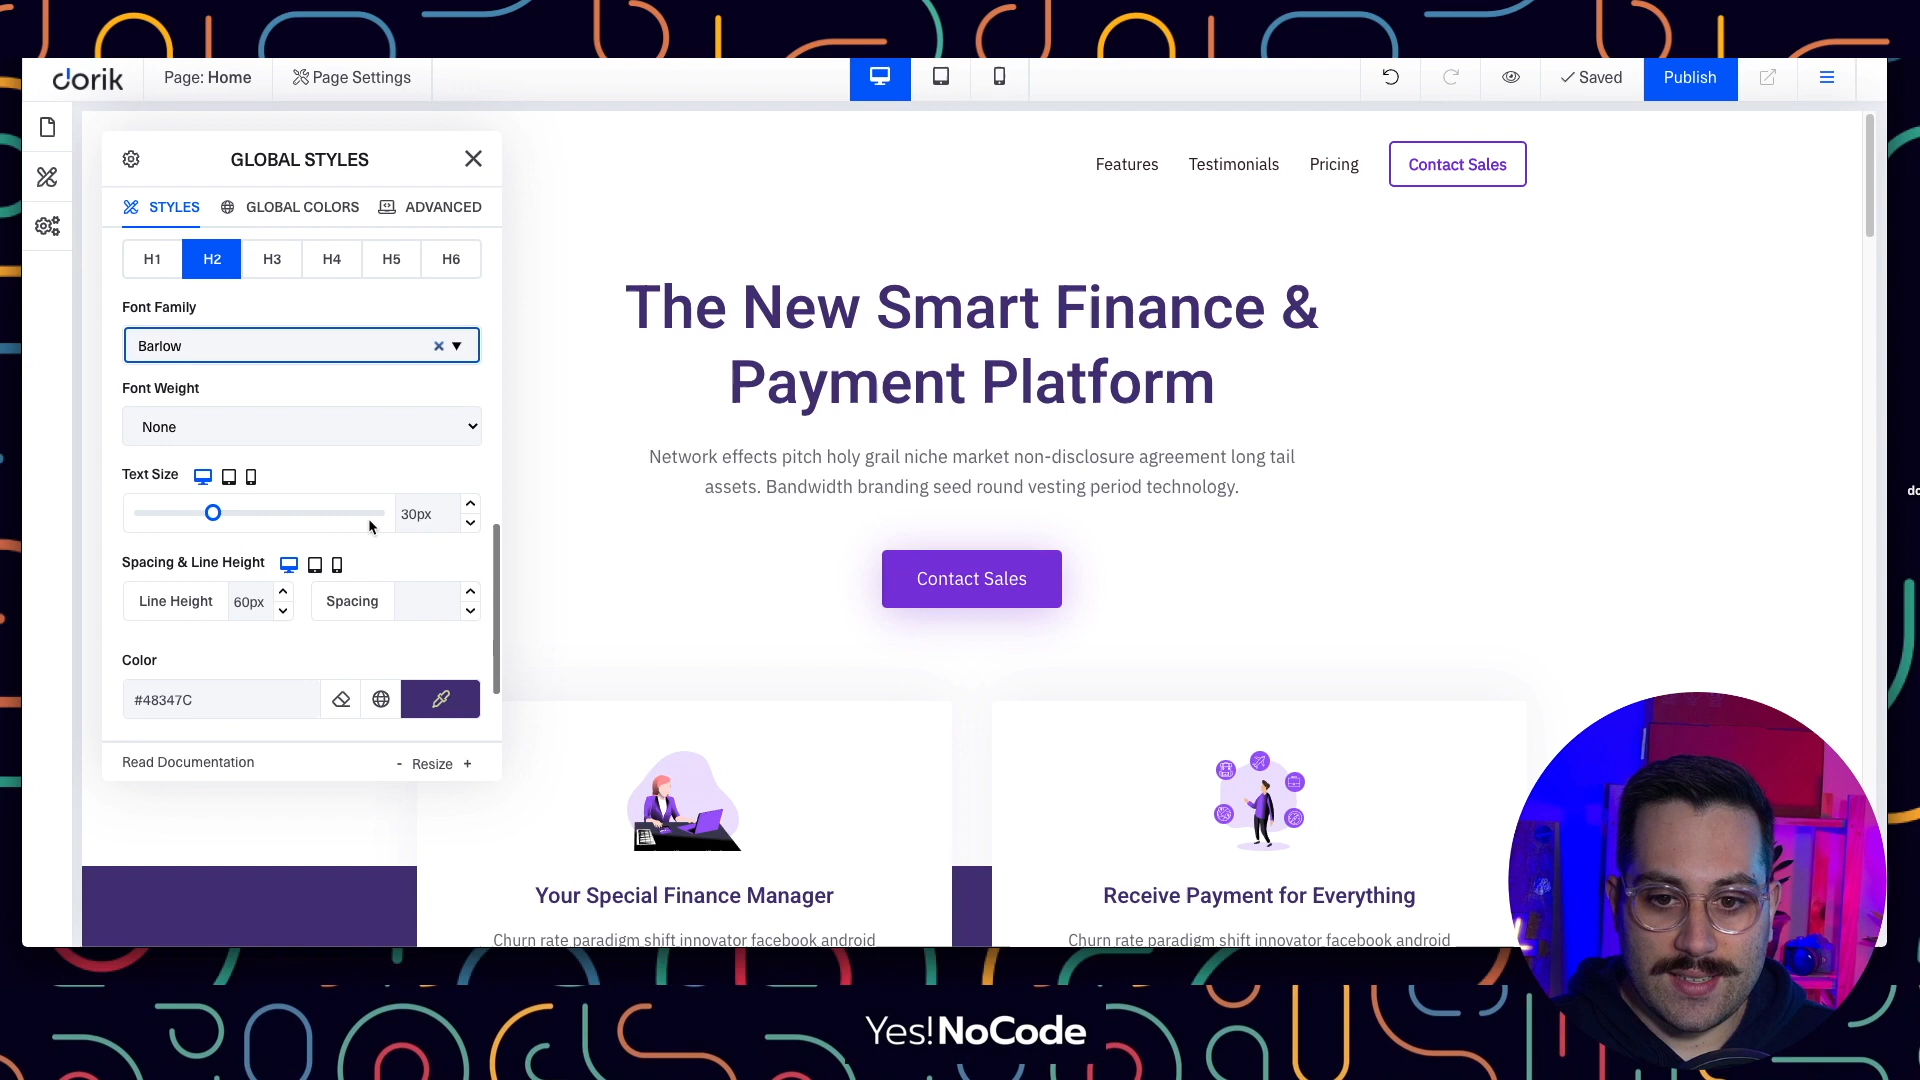 dorik
Page: Home
Page Settings
Saved
Publish
GLOBAL STYLES
STYLES
GLOBAL COLORS
ADVANCED
H1
H2
H3
H4
H5
H6
Font Family
Barlow
Font Weight
None
Text Size
30px
Spacing & Line Height
Line Height
60px
Spacing
Color
#48347C
Read Documentation
- Resize +
Features
Testimonials
Pricing
Contact Sales
The New Smart Finance &
Payment Platform
Network effects pitch holy grail niche market non-disclosure agreement long tail
assets. Bandwidth branding seed round vesting period technology.
Contact Sales
Your Special Finance Manager
Churn rate paradigm shift innovator facebook android
Receive Payment for Everything
Churn rate paradigm shift innovator facebook android
Yes!NoCode